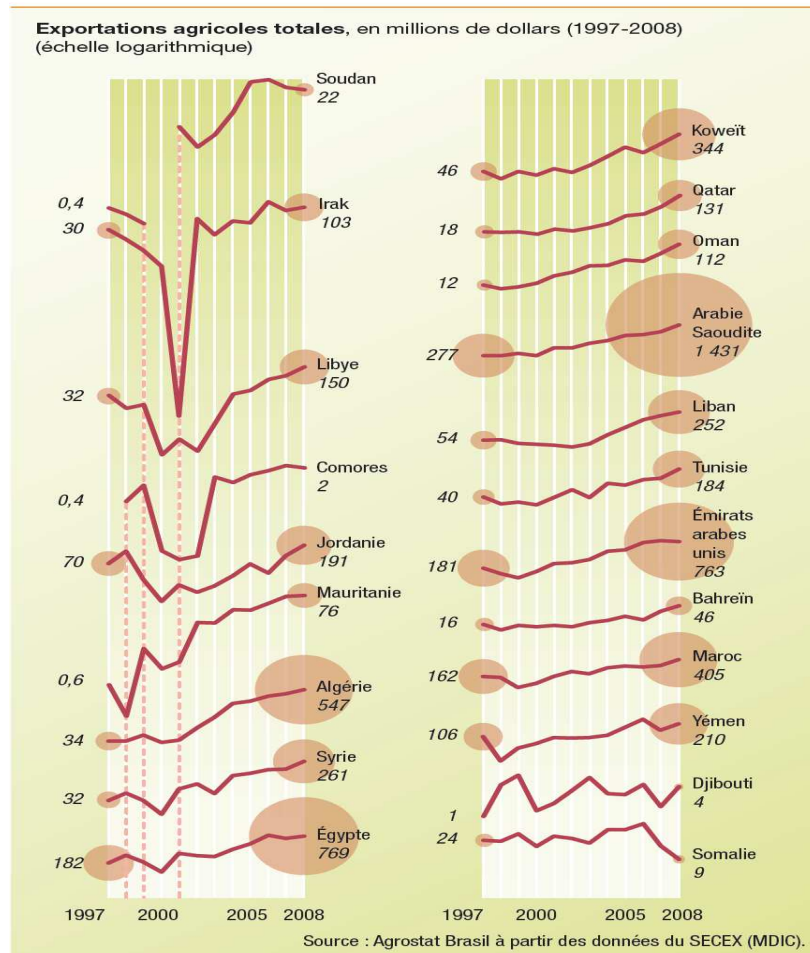 Exportations agricoles totales, en millions de dollars (1997-2008)
(échelle logarithmique)
Soudan
22
0,4
30
Irak
103
32
Libye
150
0,4
Comores
2
70
Jordanie
191
0,6
Mauritanie
76
34
Algérie
547
32
Syrie
261
182
Égypte
769
1997 2000 2005 2008
46
Koweït
344
18
Qatar
131
12
Oman
112
277
Arabie
Saoudite
1 431
54
Liban
252
40
Tunisie
184
181
Émirats
arabes
unis
763
16
Bahreïn
46
162
Maroc
405
106
Yémen
210
1
Djibouti
4
24
Somalie
9
1997 2000 2005 2008
Source : Agrostat Brasil à partir des données du SECEX (MDIC).